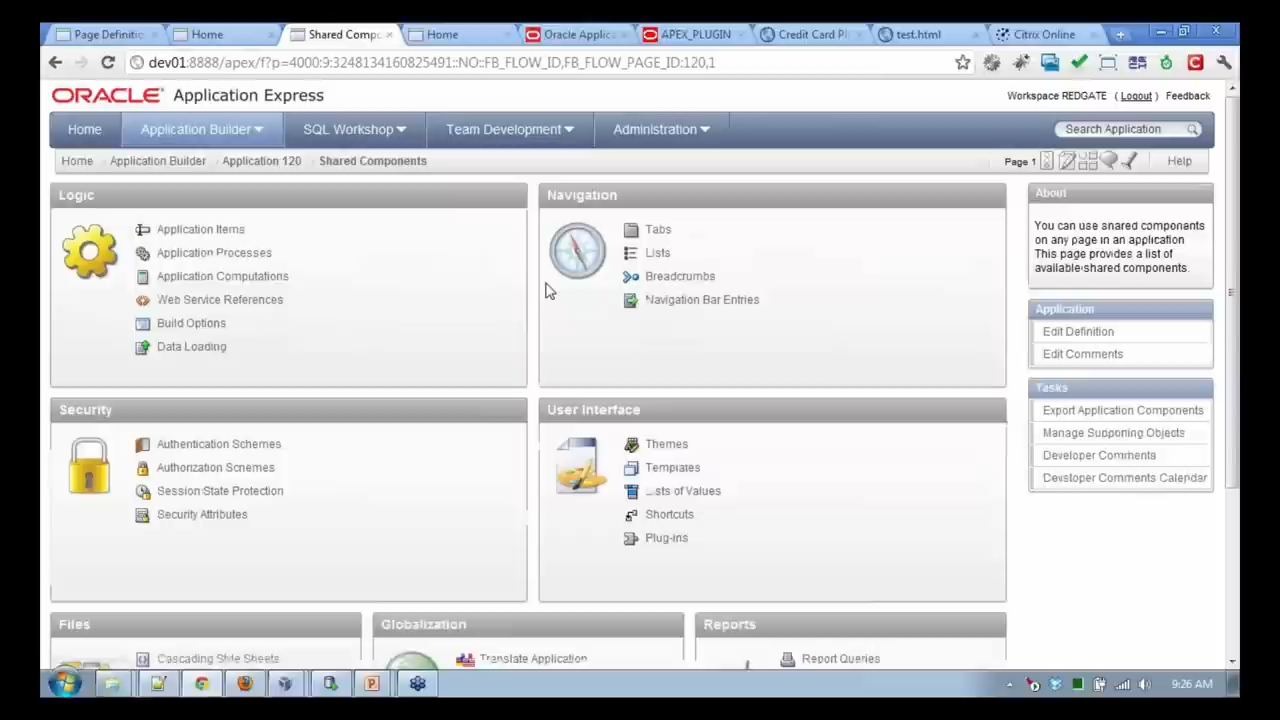 Page Definiti
Home
Shared Compo
Home
Oracle Applica
APEX_PLUGIN
Credit Card Pl
test.html
Citrix Online
dev01:8888/apex/f?p=4000:9:3248134160825491::NO::FB_FLOW_ID,FB_FLOW_PAGE_ID:120,1
ORACLE Application Express
Workspace REDGATE ( Logout ) Feedback
Home
Application Builder
SQL Workshop
Team Development
Administration
Search Application
Home Application Builder Application 120 Shared Components
Page 1
Help
Logic
Application Items
Application Processes
Application Computations
Web Service References
Build Options
Data Loading
Navigation
Tabs
Lists
Breadcrumbs
Navigation Bar Entries
About
You can use shared components
on any page in an application
This page provides a list of
available shared components.
Application
Edit Definition
Edit Comments
Tasks
Export Application Components
Manage Supporting Objects
Developer Comments
Developer Comments Calendar
Security
Authentication Schemes
Authorization Schemes
Session State Protection
Security Attributes
User Interface
Themes
Templates
Lists of Values
Shortcuts
Plug-ins
Files
Cascading Style Sheets
Globalization
Translate Application
Reports
Report Queries
9:26 AM